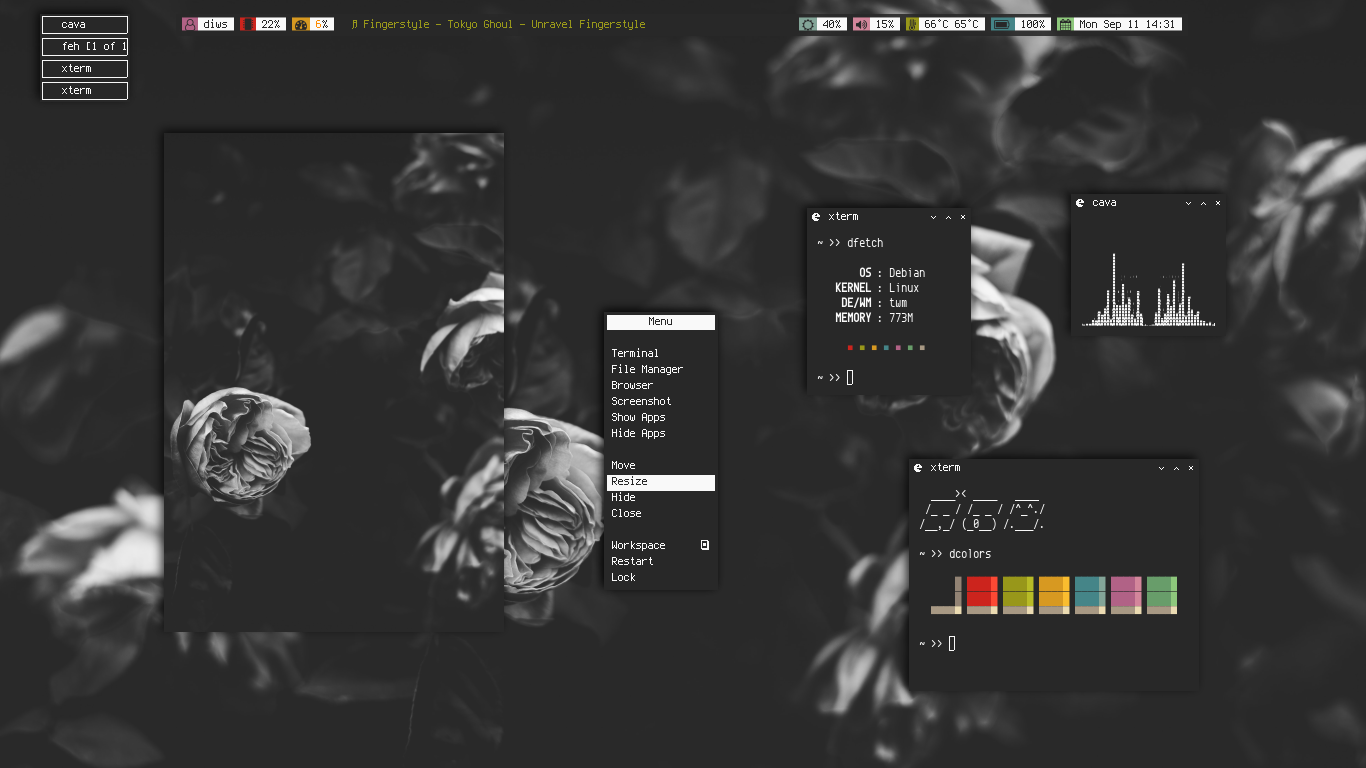 cava
feh [1 of 1
xterm
xterm
diws 22% 6% Fingerstyle - Tokyo Ghoul - Unravel Fingerstyle
40% 15% 66°C 65°C 100% Mon Sep 11 14:31
Menu
Terminal
File Manager
Browser
Screenshot
Show Apps
Hide Apps
Move
Resize
Hide
Close
Workspace
Restart
Lock
xterm
~ >> dfetch
OS : Debian
KERNEL : Linux
DE/WM : twm
MEMORY : 773M
~ >>
cava
xterm
~ >> dcolors
~ >>